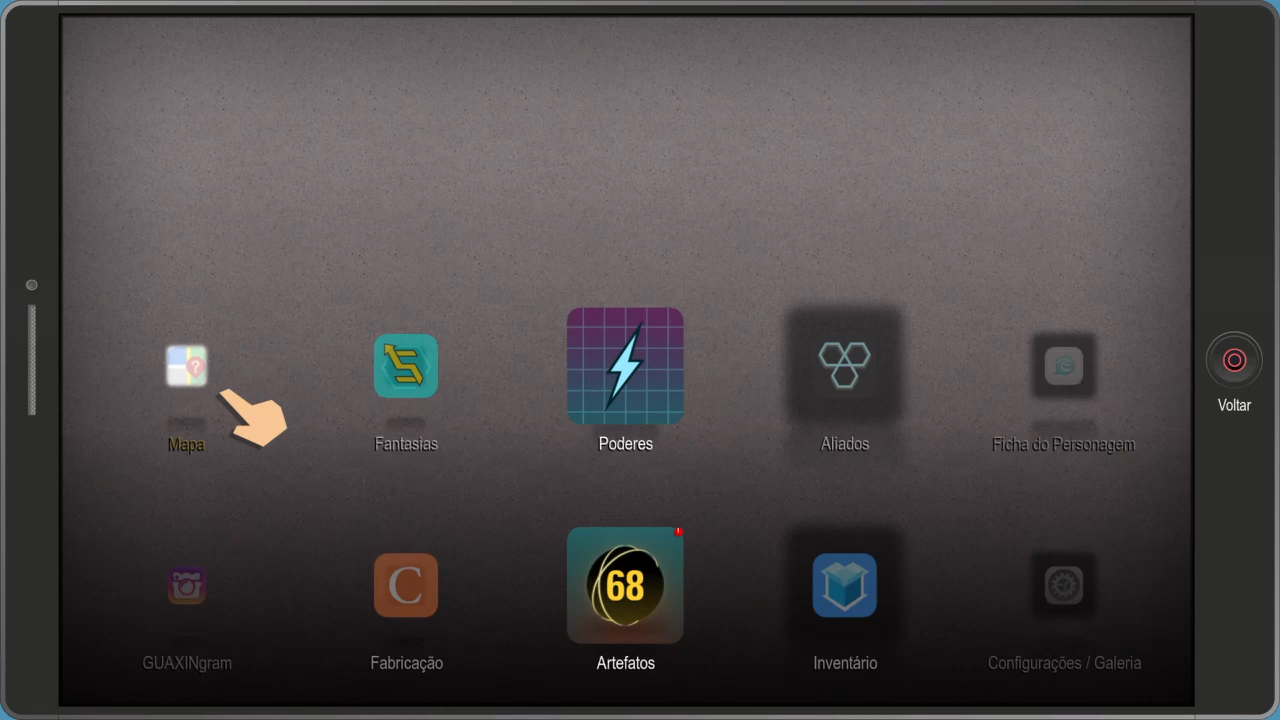 ?
Mapa
Fantasias
Poderes
Aliados
Ficha do Personagem
Voltar
C
68
!
GUAXINgram
Fabricação
Artefatos
Inventário
Configurações / Galeria